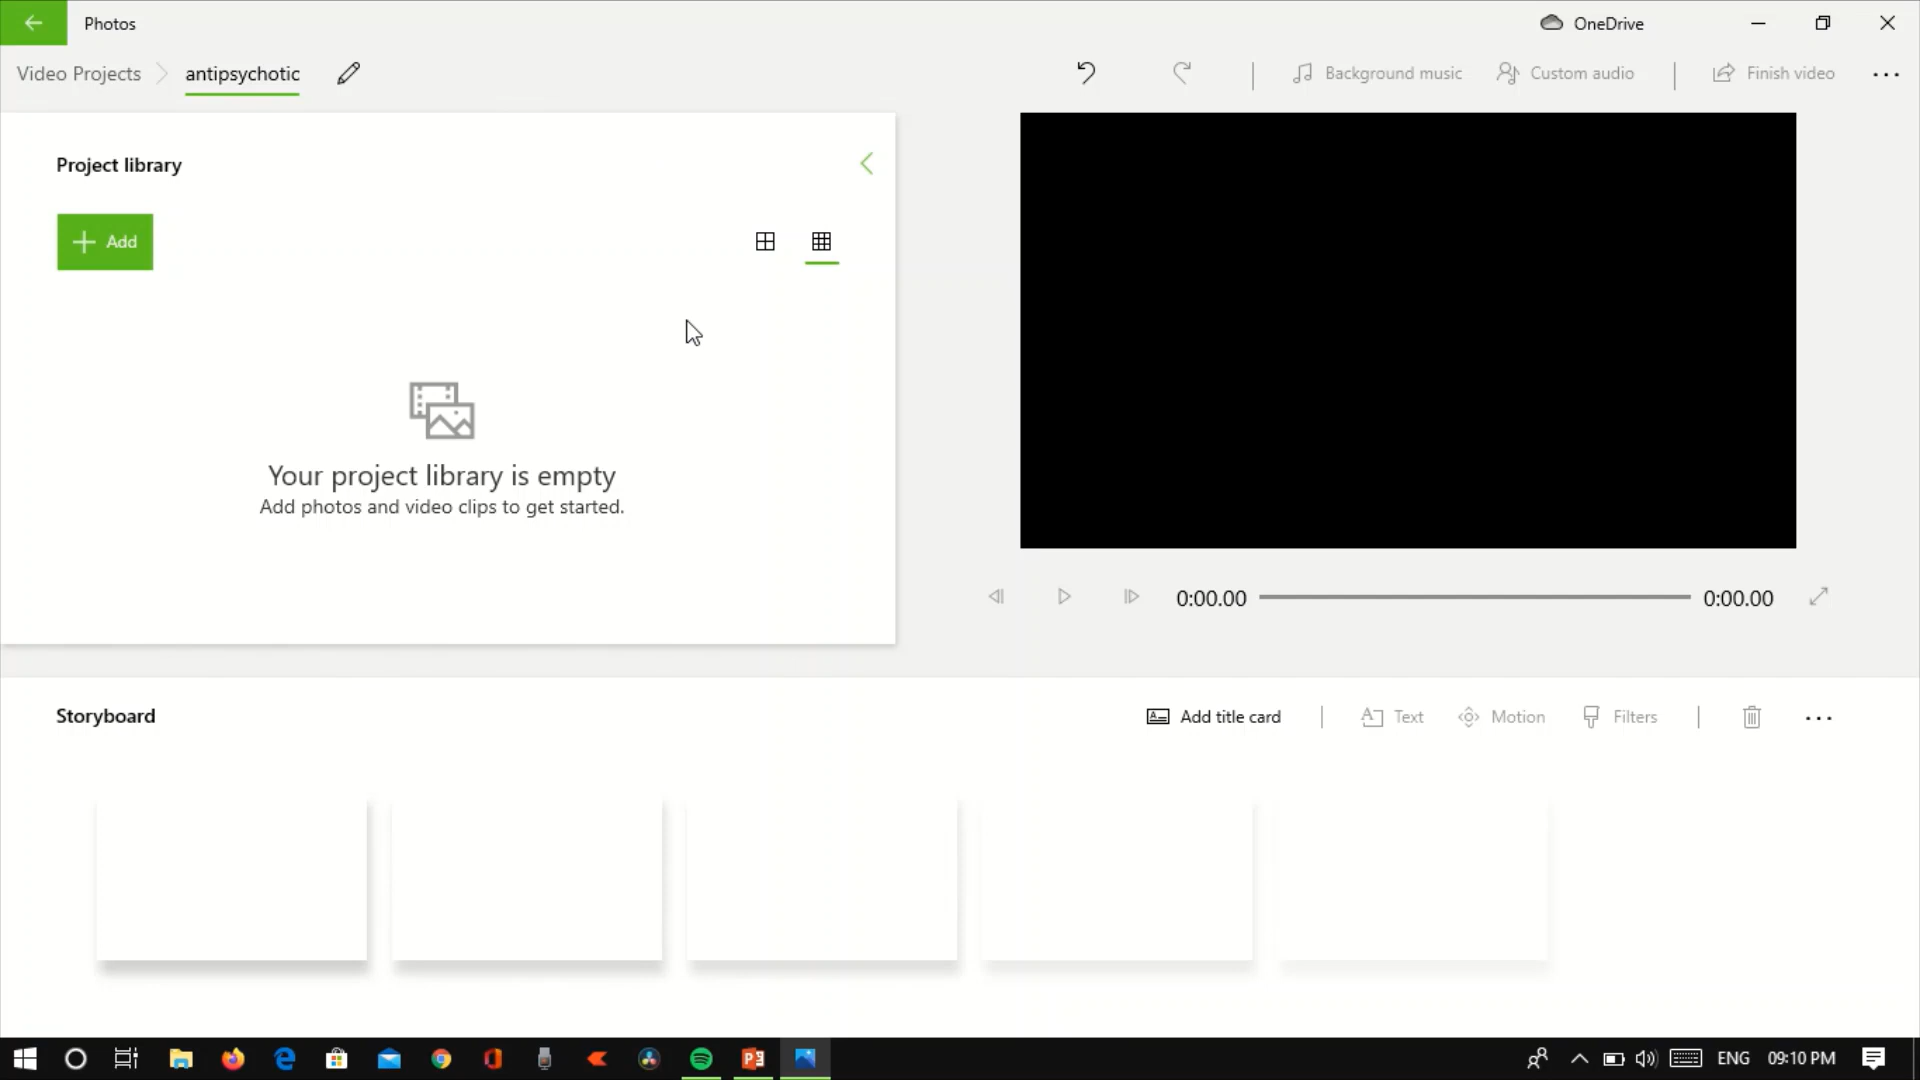 Photos
OneDrive
Video Projects
antipsychotic
Background music
Custom audio
Finish video
Project library
Add
Your project library is empty
Add photos and video clips to get started.
0:00.00
0:00.00
Storyboard
Add title card
Text
Motion
Filters
ENG
09:10 PM